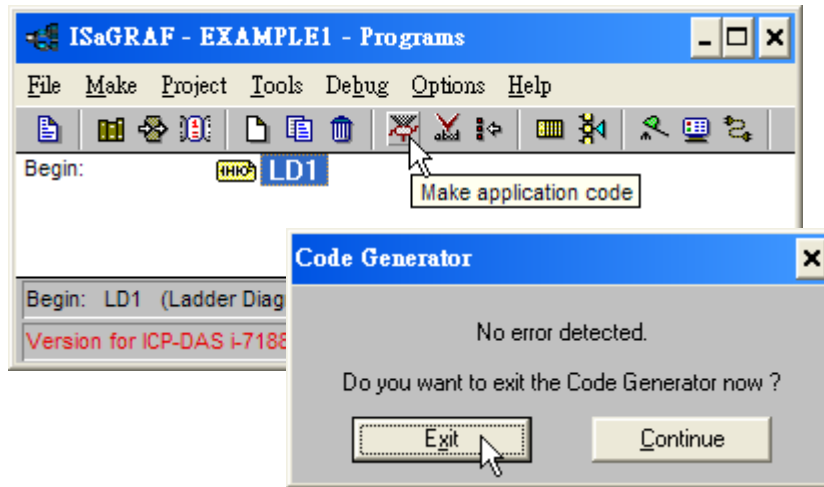 ISaGRAF - EXAMPLE1 - Programs
File Make Project Tools Debug Options Help
Begin: LD1
Make application code
Code Generator
Begin: LD1 (Ladder Diag
No error detected.
Version for ICP-DAS i-7188
Do you want to exit the Code Generator now ?
Exit Continue